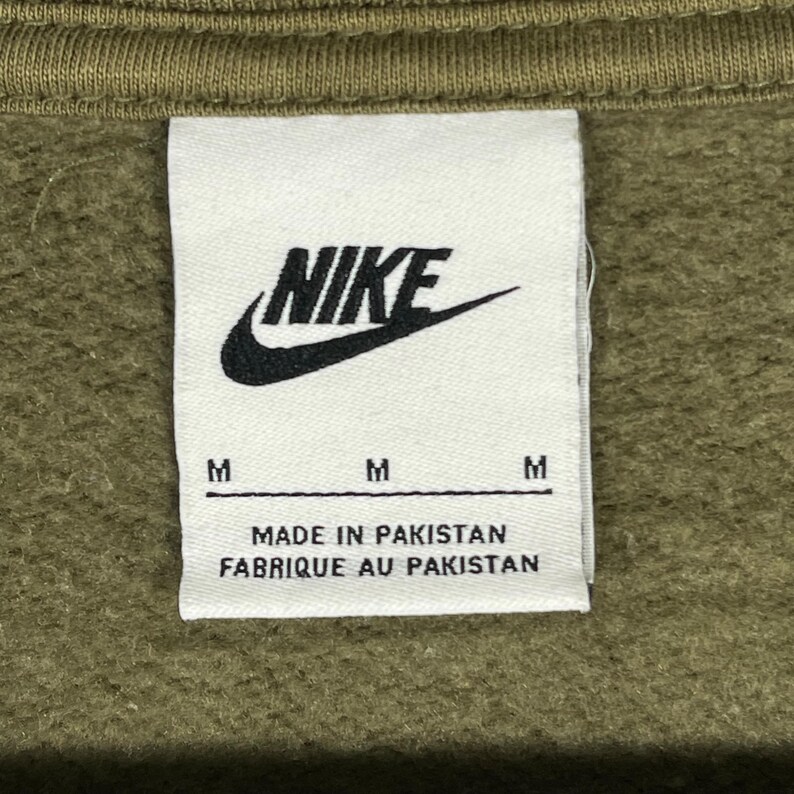 NIKE
M M M
MADE IN PAKISTAN
FABRIQUE AU PAKISTAN